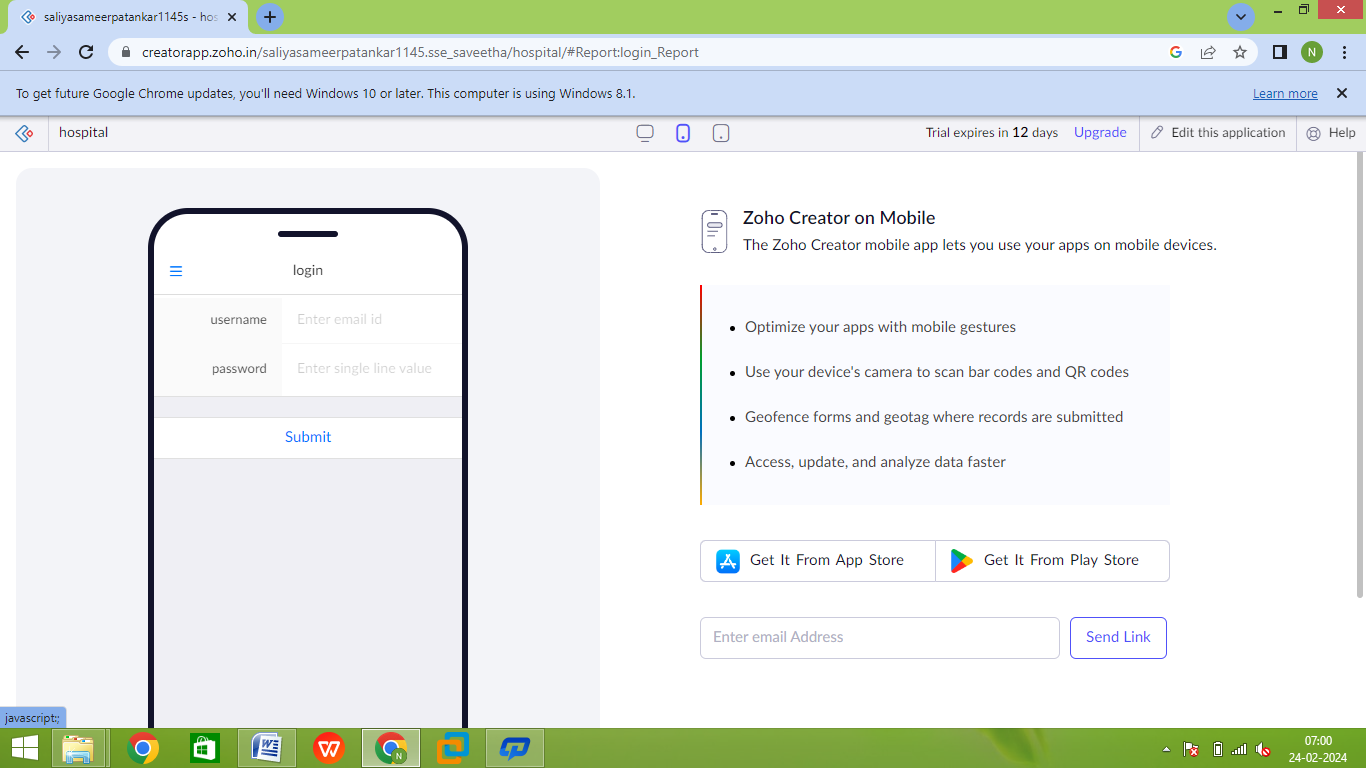 saliyasameerpatankar1145s - hos
creatorapp.zoho.in/saliyasameerpatankar1145.sse_saveetha/hospital/#Report:login_Report
N
To get future Google Chrome updates, you'll need Windows 10 or later. This computer is using Windows 8.1.
Learn more
hospital
Trial expires in 12 days
Upgrade
Edit this application
Help
login
username
Enter email id
password
Enter single line value
Submit
Zoho Creator on Mobile
The Zoho Creator mobile app lets you use your apps on mobile devices.
Optimize your apps with mobile gestures
Use your device's camera to scan bar codes and QR codes
Geofence forms and geotag where records are submitted
Access, update, and analyze data faster
Get It From App Store
Get It From Play Store
Enter email Address
Send Link
javascript:;
07:00
24-02-2024